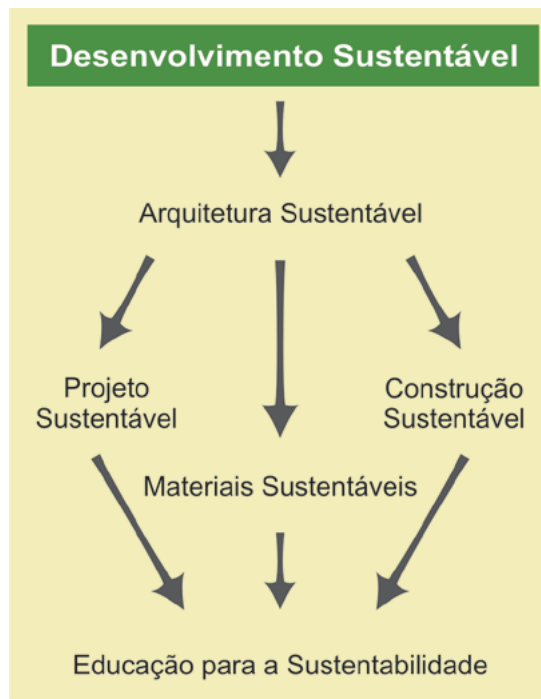 Desenvolvimento Sustentável
Arquitetura Sustentável
Projeto
Sustentável
Construção
Sustentável
Materiais Sustentáveis
Educação para a Sustentabilidade